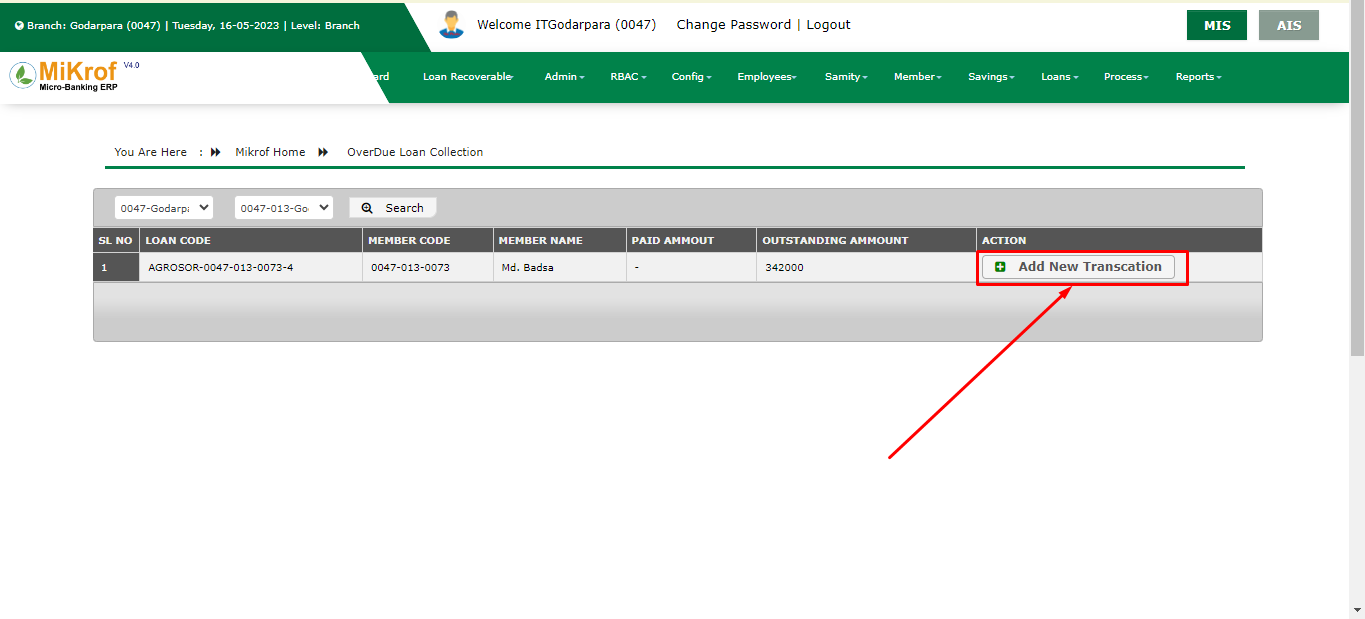 Branch: Godarpara (0047) | Tuesday, 16-05-2023 | Level: Branch
Welcome ITGodarpara (0047) Change Password | Logout
MIS AIS
MiKrof V4.0
Micro-Banking ERP
ard Loan Recoverable Admin RBAC Config Employees Samity Member Savings Loans Process Reports
You Are Here : Mikrof Home OverDue Loan Collection
0047-Godarpa 0047-013-Go Search
SL NO LOAN CODE MEMBER CODE MEMBER NAME PAID AMMOUT OUTSTANDING AMMOUNT ACTION
1 AGROSOR-0047-013-0073-4 0047-013-0073 Md. Badsa - 342000 Add New Transcation